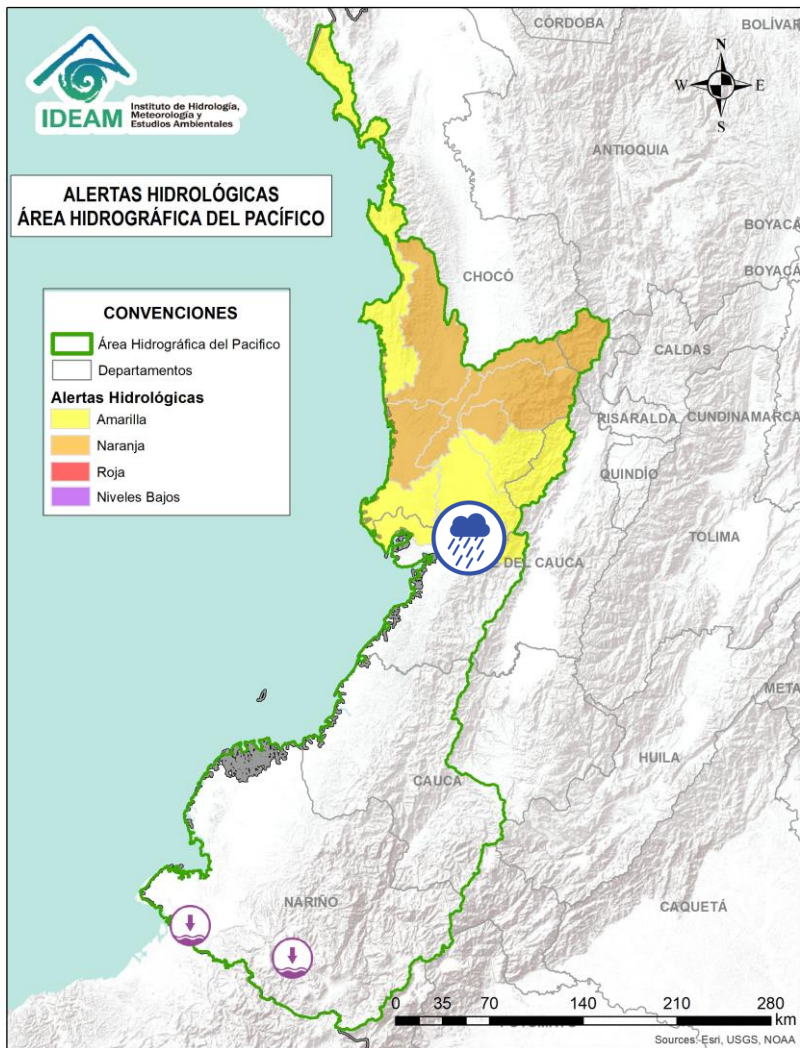 CÓRDOBA
BOLÍVAR
IDEAM
Instituto de Hidrología,
Meteorología y
Estudios Ambientales
N
W E
S
ANTIOQUIA
ALERTAS HIDROLÓGICAS
ÁREA HIDROGRÁFICA DEL PACÍFICO
BOYACÁ
BOYACÁ
CHOCÓ
CONVENCIONES
Área Hidrográfica del Pacifico
Departamentos
Alertas Hidrológicas
Amarilla
Naranja
Roja
Niveles Bajos
CALDAS
RISARALDA
CUNDINAMARCA
QUINDÍO
TOLIMA
DEL CAUCA
META
HUILA
CAUCA
NARIÑO
CAQUETÁ
0 35 70 140 210 280
km
Sources: Esri, USGS, NOAA